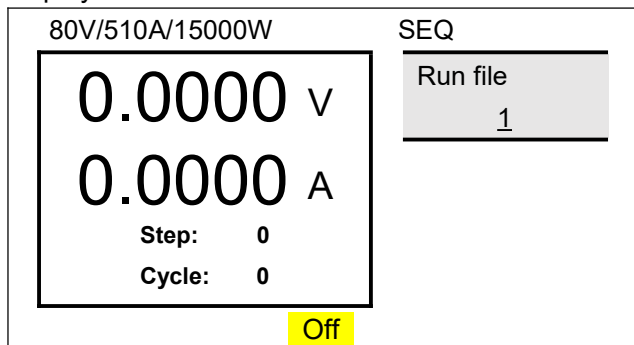 80V/510A/15000W
SEQ
0.0000 V
0.0000 A
Step: 0
Cycle: 0
Run file
1
Off